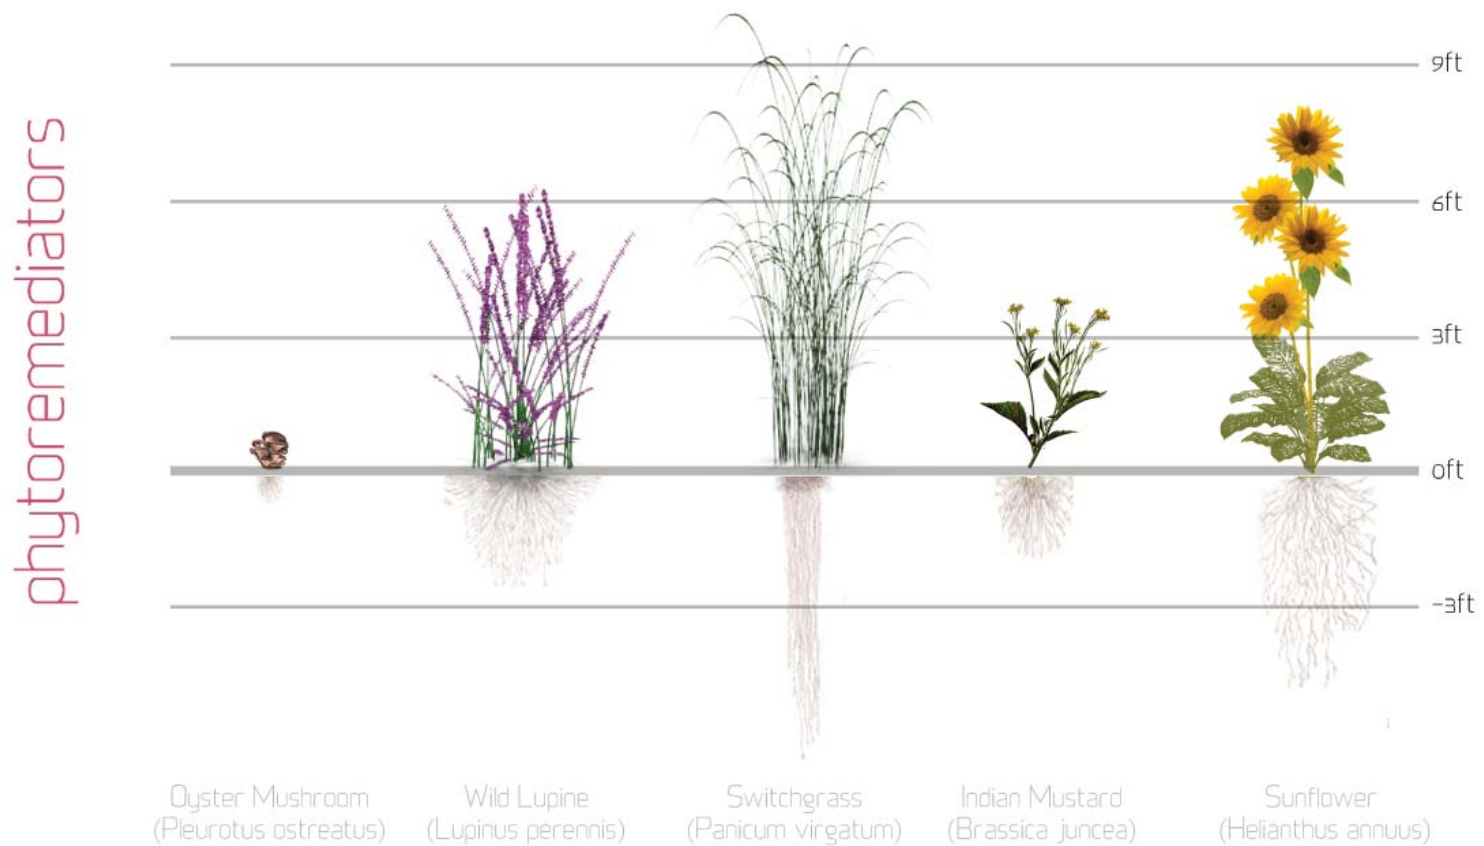 phytoremediators
9ft
6ft
3ft
0ft
-3ft
Oyster Mushroom
(Pleurotus ostreatus)
Wild Lupine
(Lupinus perennis)
Switchgrass
(Panicum virgatum)
Indian Mustard
(Brassica juncea)
Sunflower
(Helianthus annuus)